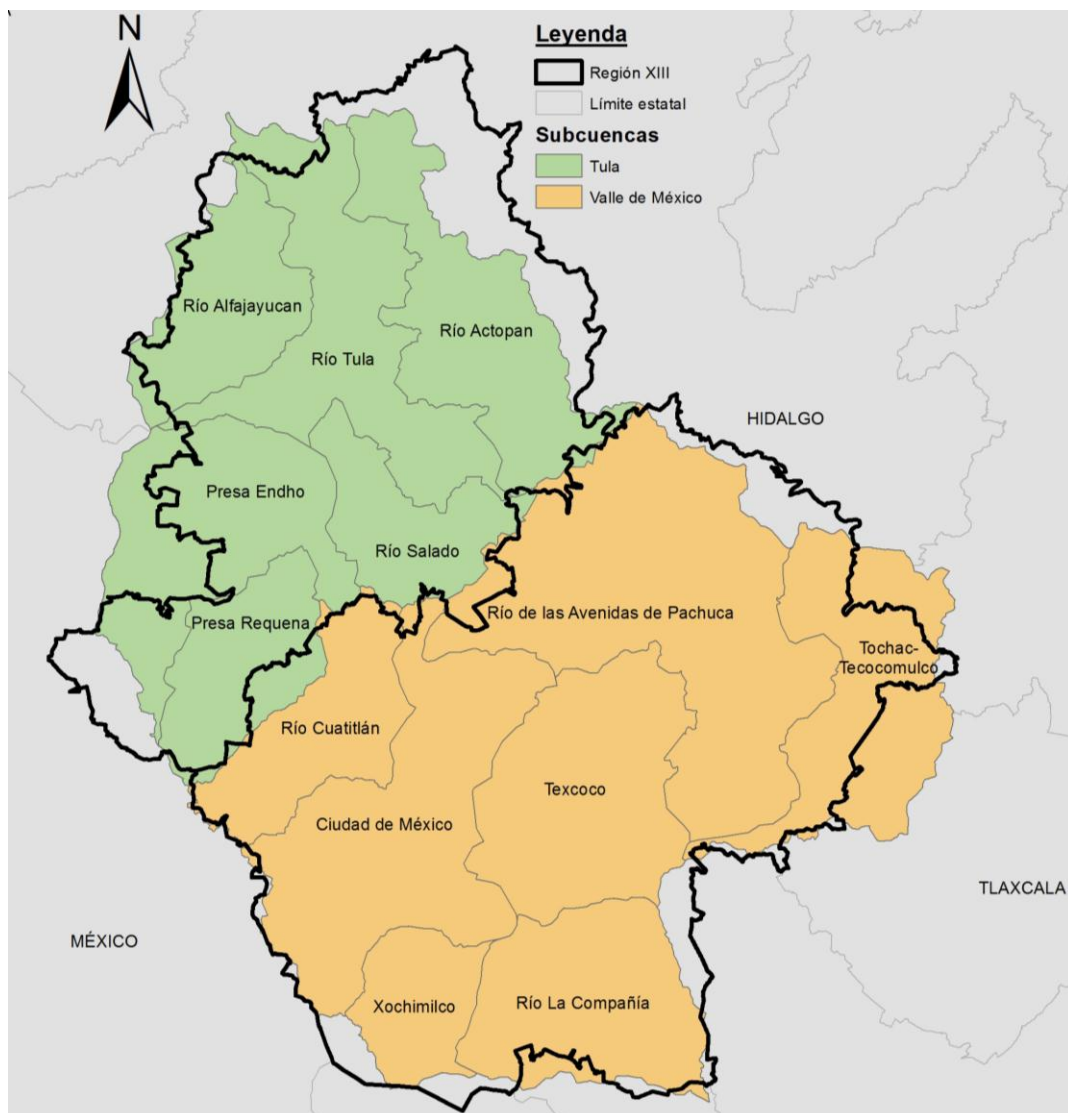 N
Leyenda
Región XIII
Límite estatal
Subcuencas
Tula
Valle de México
Río Alfajayucan
Río Tula
Río Actopan
HIDALGO
Presa Endho
Río Salado
Presa Requena
Río de las Avenidas de Pachuca
Tochac-
Tecocomulco
Río Cuatitlán
Texcoco
Ciudad de México
TLAXCALA
MÉXICO
Xochimilco
Río La Compañía